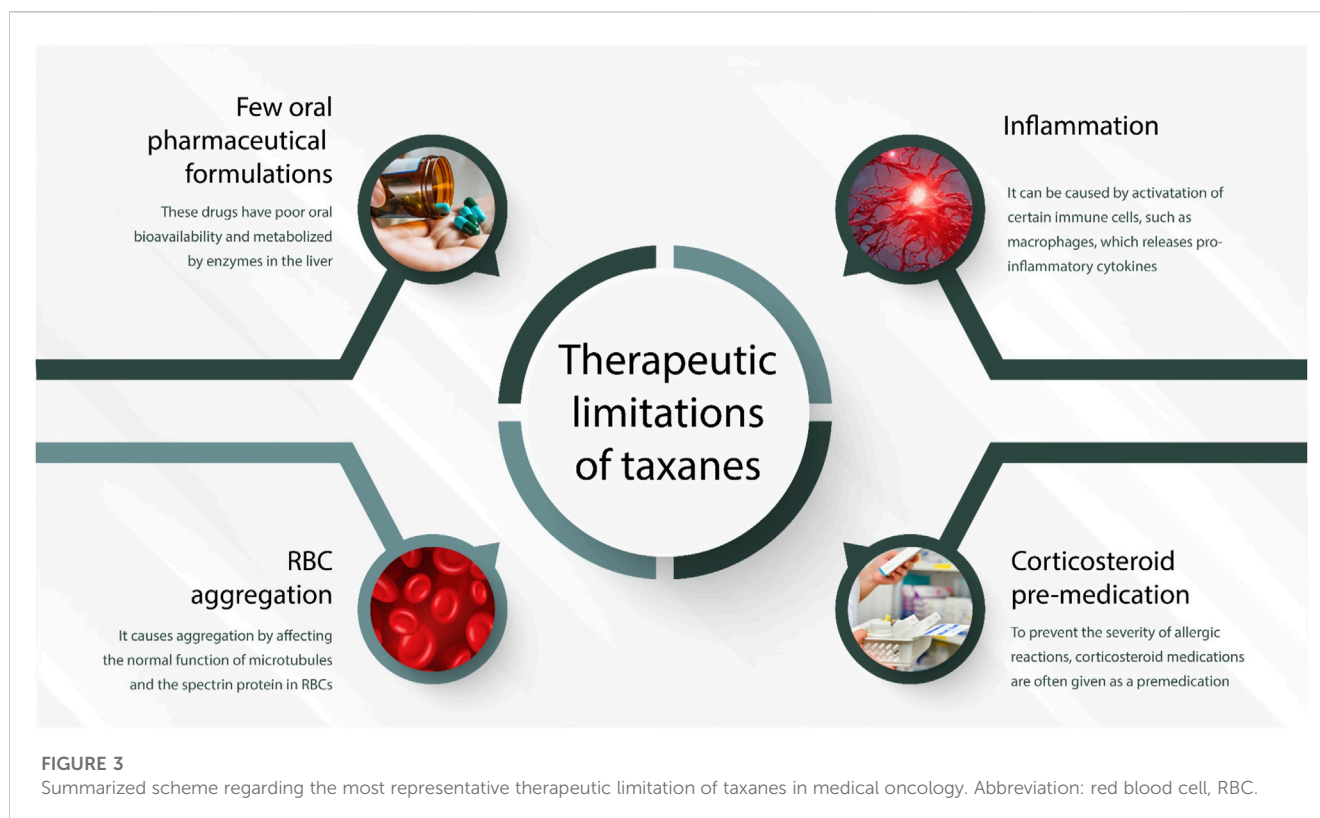 Few oral
pharmaceutical
formulations
These drugs have poor oral
bioavailability and metabolized
by enzymes in the liver
Inflammation
It can be caused by activatation of
certain immune cells, such as
macrophages, which releases pro-
inflammatory cytokines
Therapeutic
limitations
of taxanes
RBC
aggregation
It causes aggregation by affecting
the normal function of microtubules
and the spectrin protein in RBCs
Corticosteroid
pre-medication
To prevent the severity of allergic
reactions, corticosteroid medications
are often given as a premedication
FIGURE 3
Summarized scheme regarding the most representative therapeutic limitation of taxanes in medical oncology. Abbreviation: red blood cell, RBC.